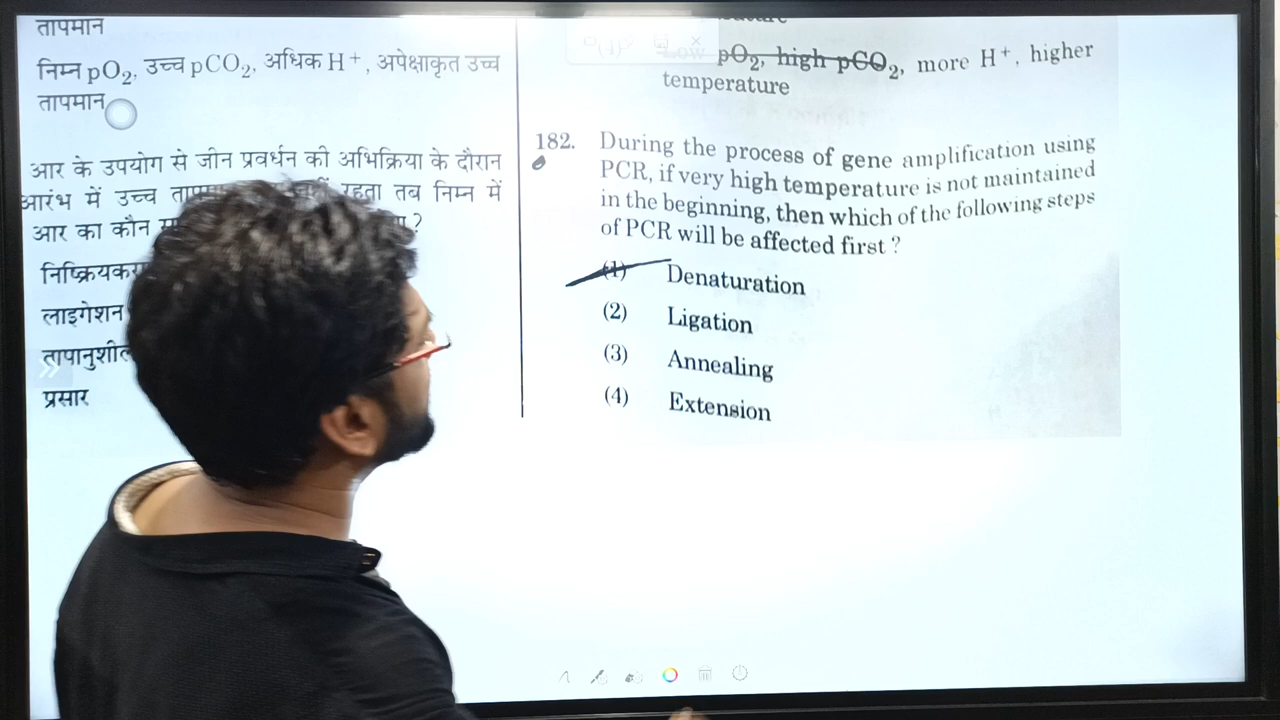 तापमान
निम्न pO2, उच्च pCO2, अधिक H+, अपेक्षाकृत उच्च
तापमान
आर के उपयोग से जीन प्रवर्धन की अभिक्रिया के दौरान
आरंभ में उच्च रहता तब निम्न में
आर का कौन ?
लाइगेशन
प्रसार
pO2, high pCO2, more H+, higher
temperature
182. During the process of gene amplification using
PCR, if very high temperature is not maintained
in the beginning, then which of the following steps
of PCR will be affected first ?
(1) Denaturation
(2) Ligation
(3) Annealing
(4) Extension